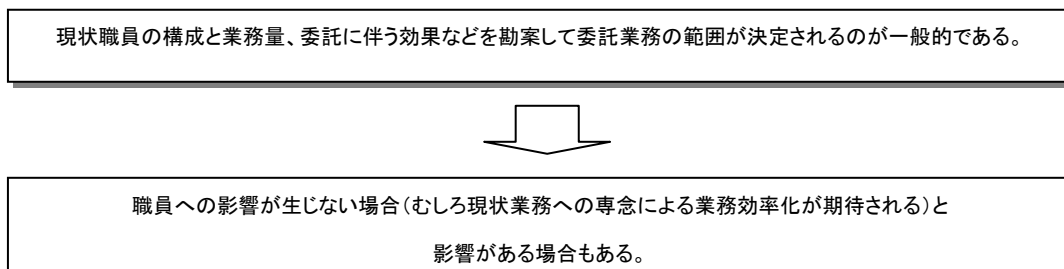 現状職員の構成と業務量、委託に伴う効果などを勘案して委託業務の範囲が決定されるのが一般的である。
職員への影響が生じない場合（むしろ現状業務への専念による業務効率化が期待される）と
影響がある場合もある。